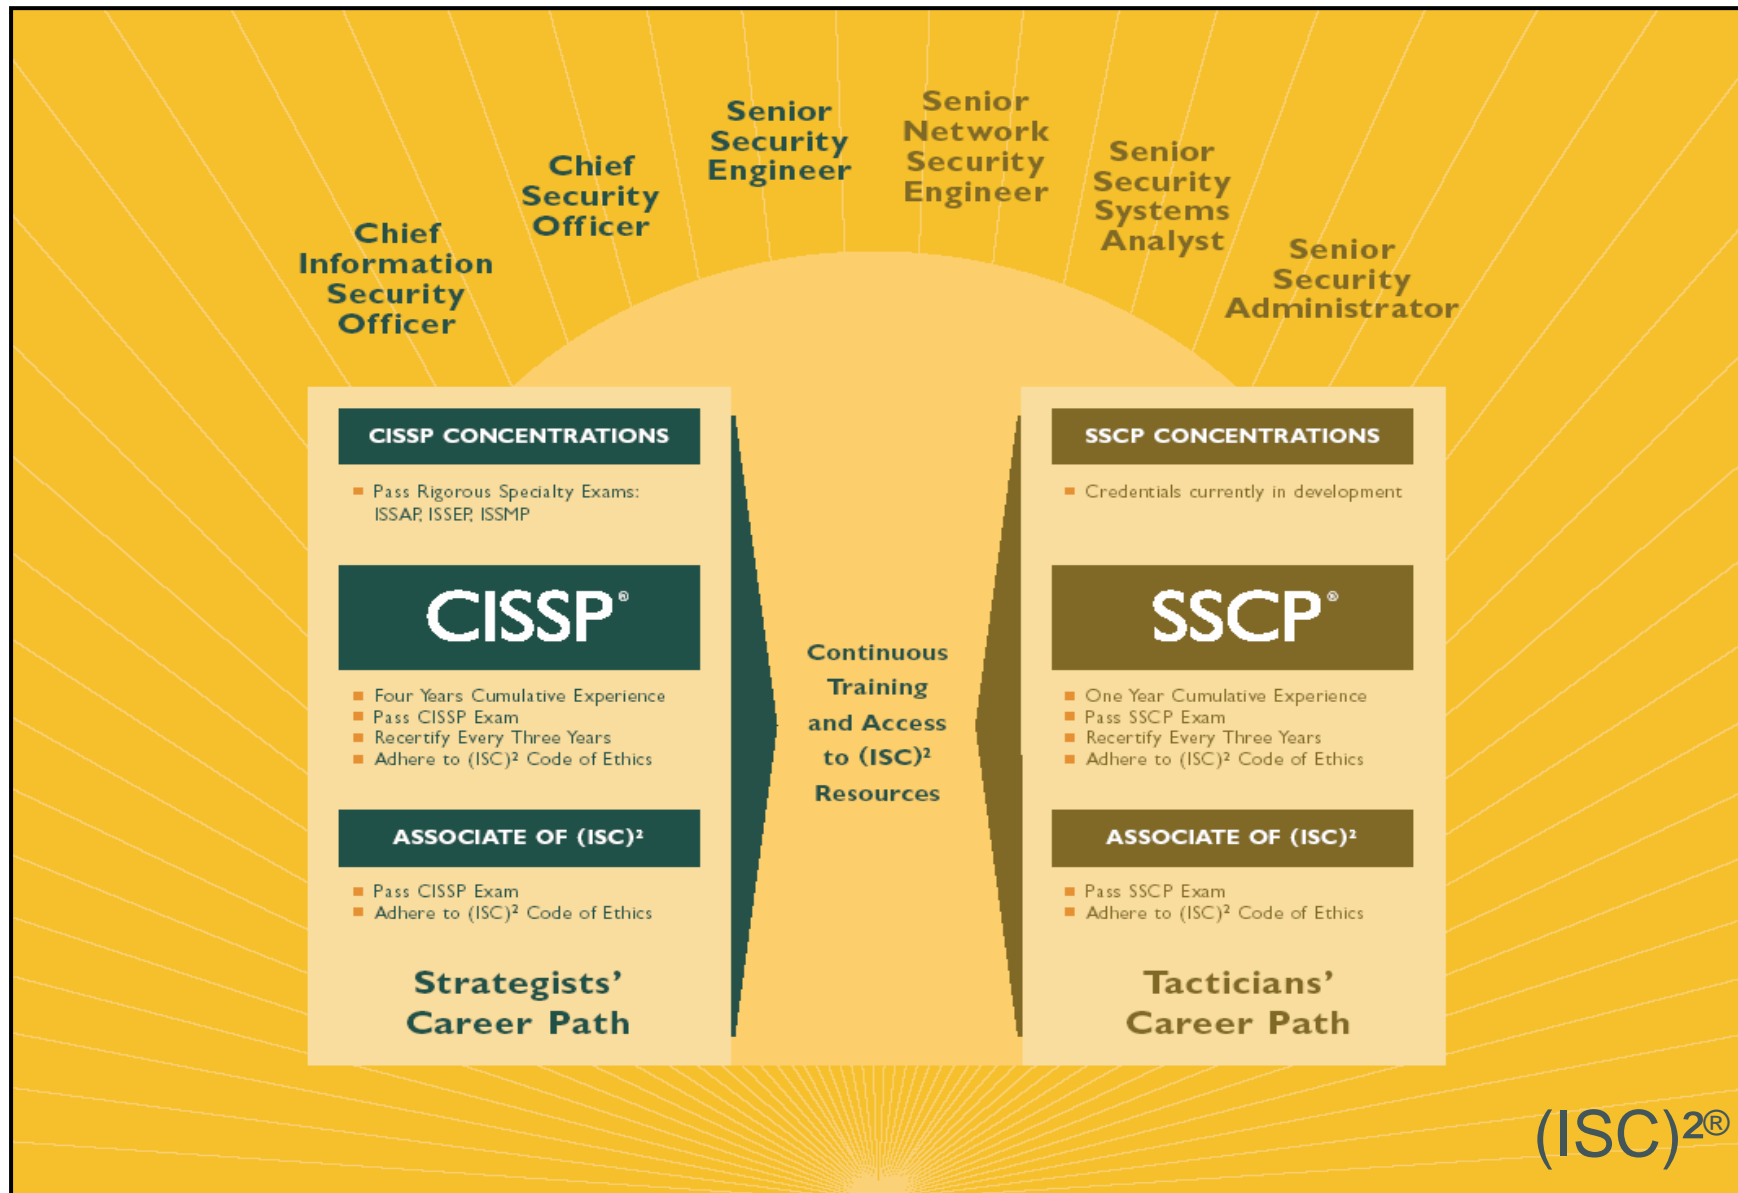 Chief
Information
Security
Officer
Chief
Security
Officer
Senior
Security
Engineer
Senior
Network
Security
Engineer
Senior
Security
Systems
Analyst
Senior
Security
Administrator
CISSP CONCENTRATIONS
Pass Rigorous Specialty Exams:
ISSAP, ISSEP, ISSMP
CISSP®
Four Years Cumulative Experience
Pass CISSP Exam
Recertify Every Three Years
Adhere to (ISC)² Code of Ethics
ASSOCIATE OF (ISC)²
Pass CISSP Exam
Adhere to (ISC)² Code of Ethics
Strategists’
Career Path
Continuous
Training
and Access
to (ISC)²
Resources
SSCP CONCENTRATIONS
Credentials currently in development
SSCP®
One Year Cumulative Experience
Pass SSCP Exam
Recertify Every Three Years
Adhere to (ISC)² Code of Ethics
ASSOCIATE OF (ISC)²
Pass SSCP Exam
Adhere to (ISC)² Code of Ethics
Tacticians’
Career Path
(ISC)²®